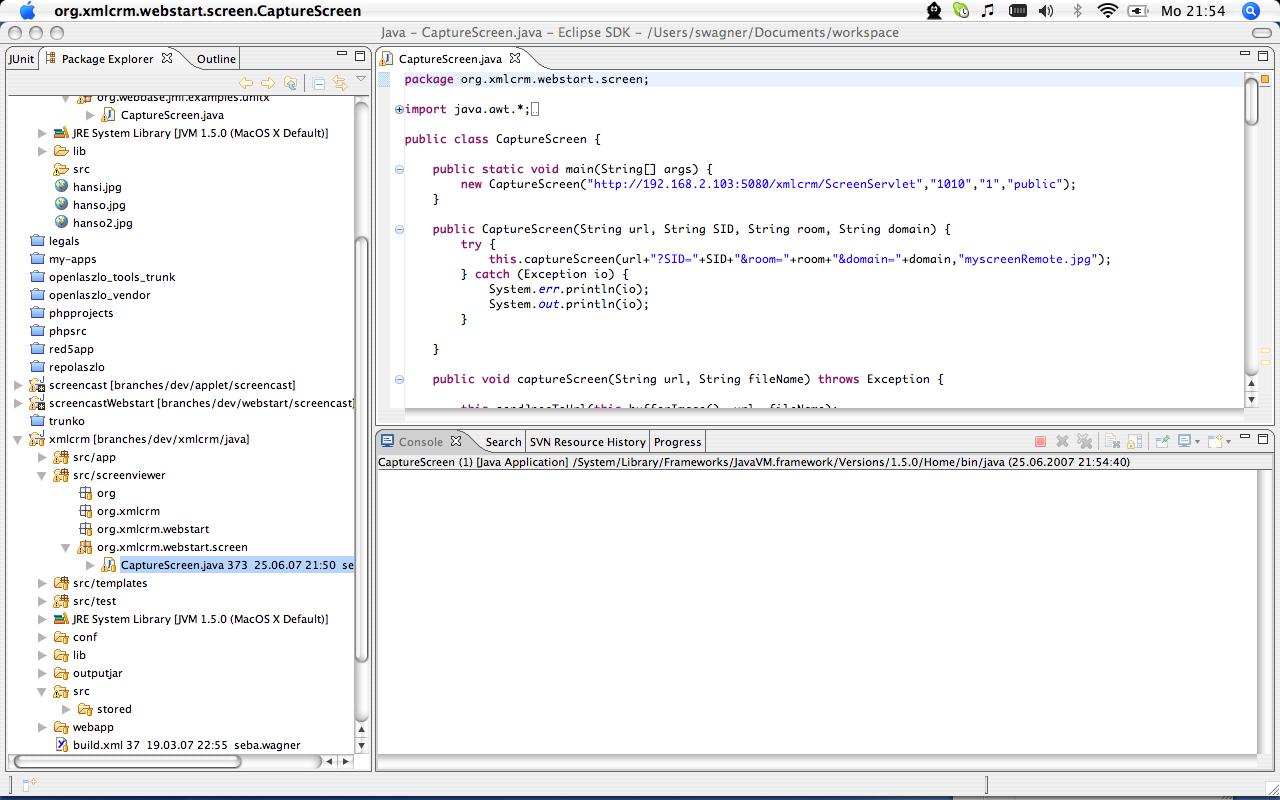 org.xmlcrm.webstart.screen.CaptureScreen
Mo 21:54
Java – CaptureScreen.java – Eclipse SDK – /Users/swagner/Documents/workspace
JUnit
Package Explorer
Outline
org.webbase.jmf.examples.unitx
CaptureScreen.java
JRE System Library [JVM 1.5.0 (MacOS X Default)]
lib
src
hansi.jpg
hanso.jpg
hanso2.jpg
legals
my-apps
openlaszlo_tools_trunk
openlaszlo_vendor
phpprojects
phpsrc
red5app
repolaszlo
screencast [branches/dev/applet/screencast]
screencastWebstart [branches/dev/webstart/screencast]
trunko
xmlcrm [branches/dev/xmlcrm/java]
src/app
src/screenviewer
org
org.xmlcrm
org.xmlcrm.webstart
org.xmlcrm.webstart.screen
CaptureScreen.java 373 25.06.07 21:50 se
src/templates
src/test
JRE System Library [JVM 1.5.0 (MacOS X Default)]
conf
lib
outputjar
src
stored
webapp
build.xml 37 19.03.07 22:55 seba.wagner
CaptureScreen.java
package org.xmlcrm.webstart.screen;
import java.awt.*;
public class CaptureScreen {
public static void main(String[] args) {
new CaptureScreen("http://192.168.2.103:5080/xmlcrm/ScreenServlet","1010","1","public");
}
public CaptureScreen(String url, String SID, String room, String domain) {
try {
this.captureScreen(url+"?SID="+SID+"&room="+room+"&domain="+domain,"myscreenRemote.jpg");
} catch (Exception io) {
System.err.println(io);
System.out.println(io);
}
}
public void captureScreen(String url, String fileName) throws Exception {
this.sendJpegToUrl(this.bufferImage(), url, fileName);
Console
Search
SVN Resource History
Progress
CaptureScreen (1) [Java Application] /System/Library/Frameworks/JavaVM.framework/Versions/1.5.0/Home/bin/java (25.06.2007 21:54:40)